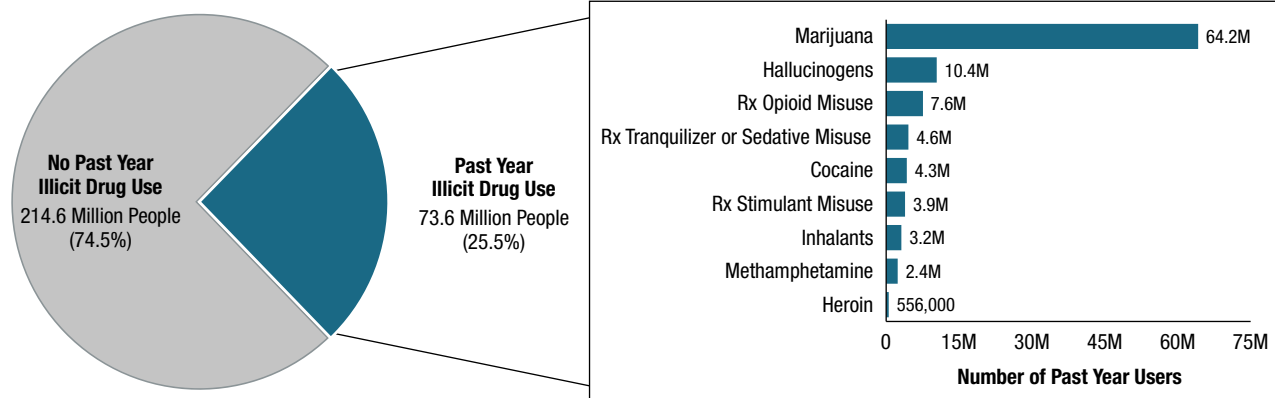 No Past Year
Illicit Drug Use
214.6 Million People
(74.5%)
Past Year
Illicit Drug Use
73.6 Million People
(25.5%)
Marijuana 64.2M
Hallucinogens 10.4M
Rx Opioid Misuse 7.6M
Rx Tranquilizer or Sedative Misuse 4.6M
Cocaine 4.3M
Rx Stimulant Misuse 3.9M
Inhalants 3.2M
Methamphetamine 2.4M
Heroin 556,000
0 15M 30M 45M 60M 75M
Number of Past Year Users